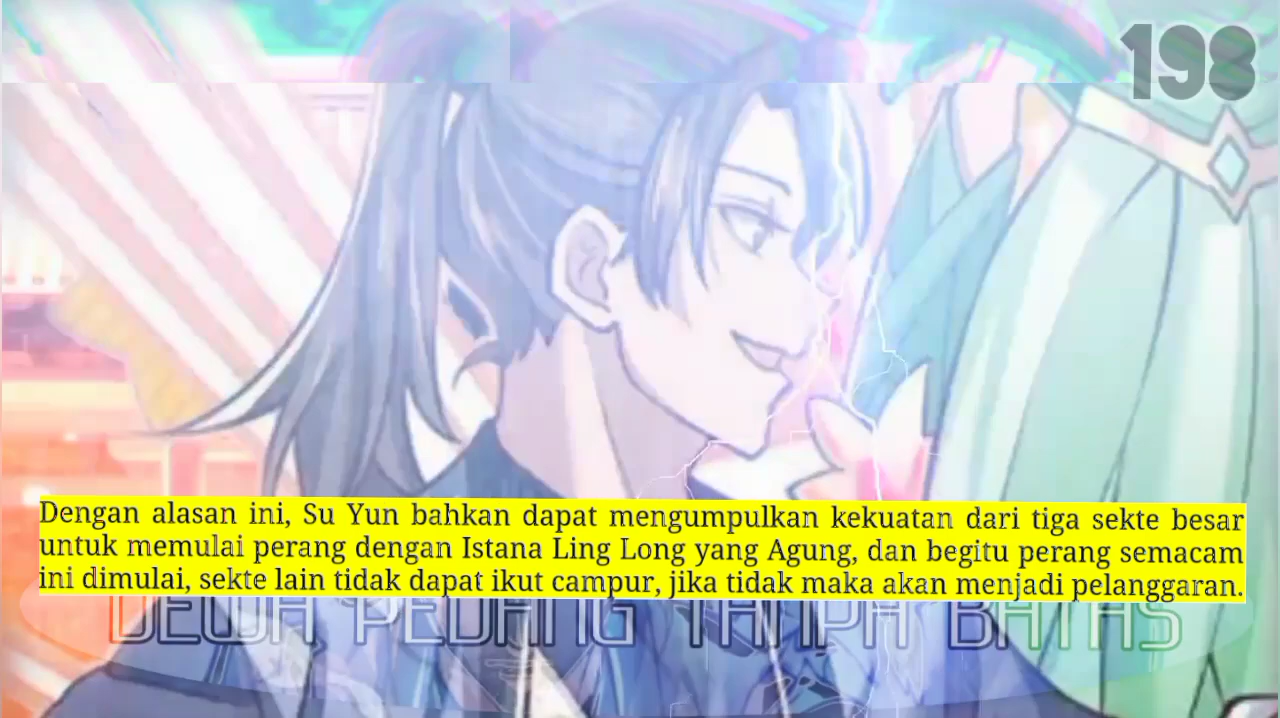 198
Dengan alasan ini, Su Yun bahkan dapat mengumpulkan kekuatan dari tiga sekte besar
untuk memulai perang dengan Istana Ling Long yang Agung, dan begitu perang semacam
ini dimulai, sekte lain tidak dapat ikut campur, jika tidak maka akan menjadi pelanggaran.
DEWA PEDANG TANPA BATAS